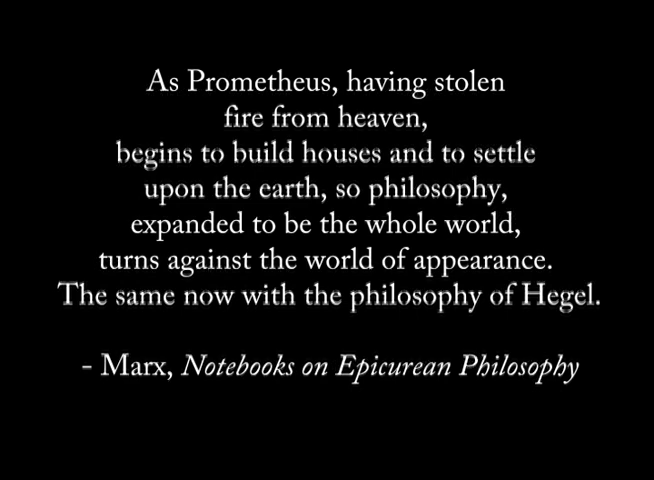 As Prometheus, having stolen
fire from heaven,
begins to build houses and to settle
upon the earth, so philosophy,
expanded to be the whole world,
turns against the world of appearance.
The same now with the philosophy of Hegel.
- Marx, Notebooks on Epicurean Philosophy